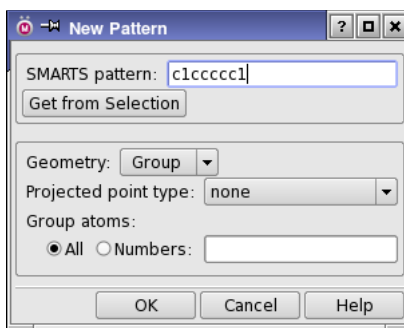 New Pattern
SMARTS pattern: c1ccccc1
Get from Selection
Geometry: Group
Projected point type: none
Group atoms:
All Numbers:
OK Cancel Help